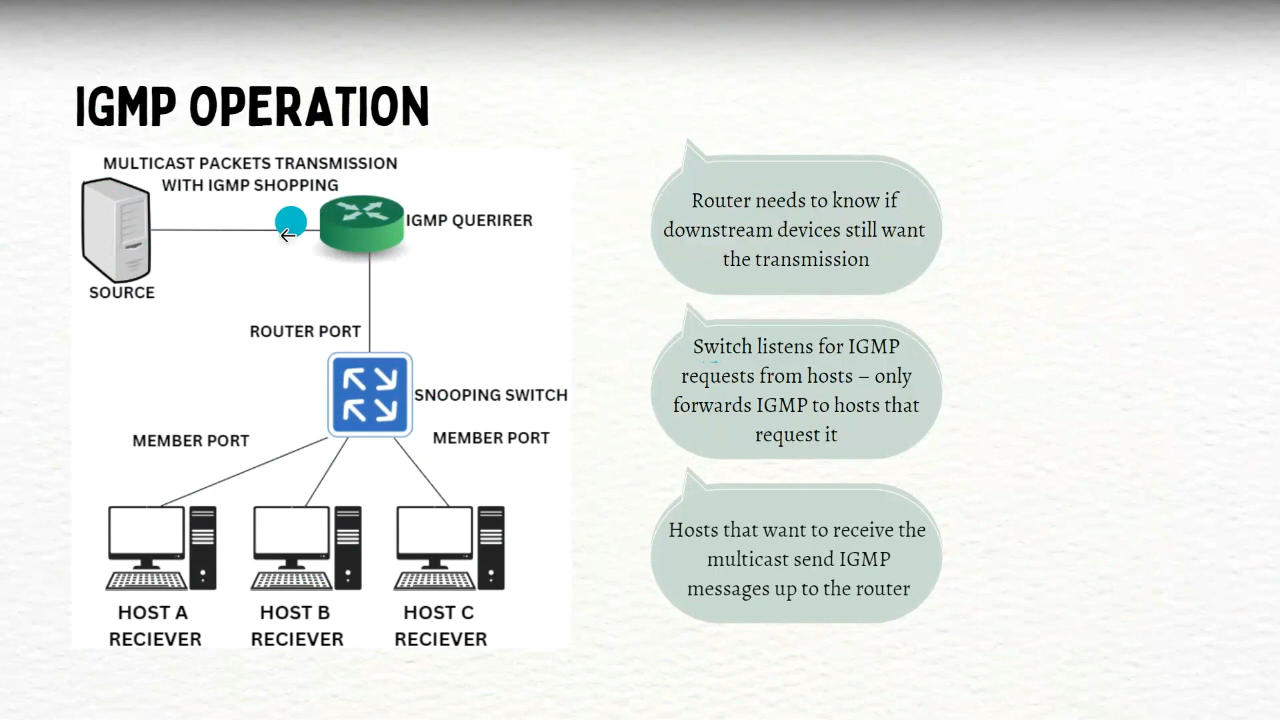 IGMP OPERATION
MULTICAST PACKETS TRANSMISSION
WITH IGMP SHOPPING
IGMP QUERIRER
SOURCE
ROUTER PORT
SNOOPING SWITCH
MEMBER PORT
MEMBER PORT
HOST A
RECIEVER
HOST B
RECIEVER
HOST C
RECIEVER
Router needs to know if
downstream devices still want
the transmission
Switch listens for IGMP
requests from hosts – only
forwards IGMP to hosts that
request it
Hosts that want to receive the
multicast send IGMP
messages up to the router